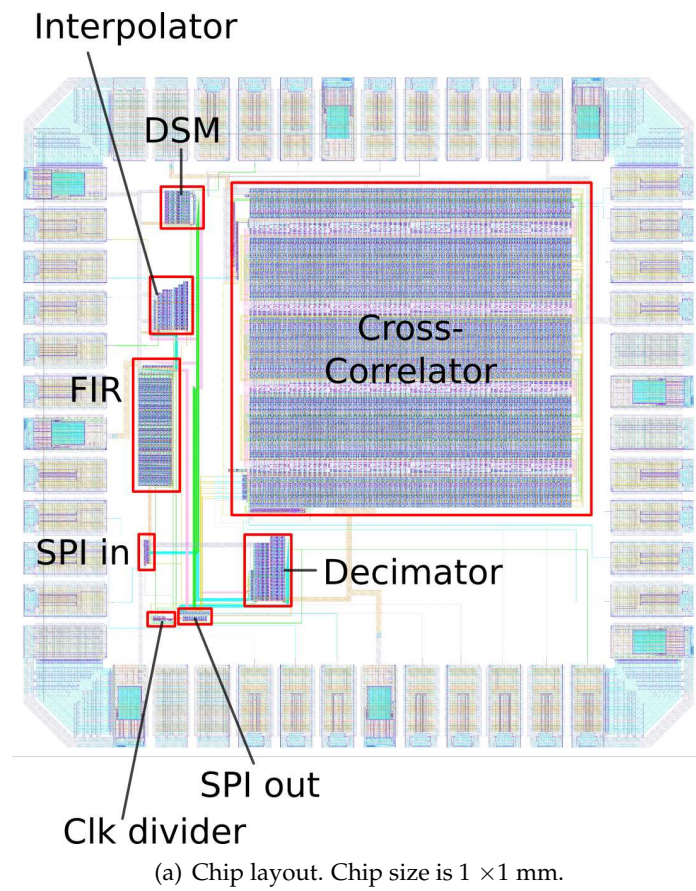 Interpolator
DSM
Cross-
Correlator
FIR
SPI in
Decimator
SPI out
Clk divider
(a) Chip layout. Chip size is 1 ×1 mm.